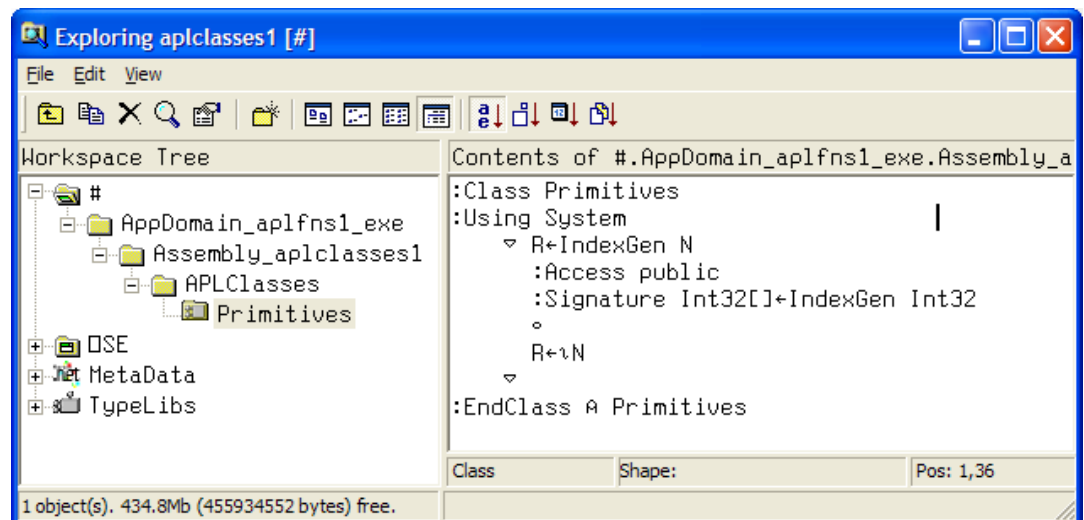 Exploring aplclasses1 [#]
File Edit View
Workspace Tree
#
AppDomain_aplfns1_exe
Assembly_aplclasses1
APLClasses
Primitives
⎕SE
MetaData
TypeLibs
Contents of #.AppDomain_aplfns1_exe.Assembly_a
:Class Primitives
:Using System
∇ R←IndexGen N
:Access public
:Signature Int32[]←IndexGen Int32
∘
R←⍳N
∇
:EndClass ⍝ Primitives
Class Shape: Pos: 1,36
1 object(s). 434.8Mb (455934552 bytes) free.